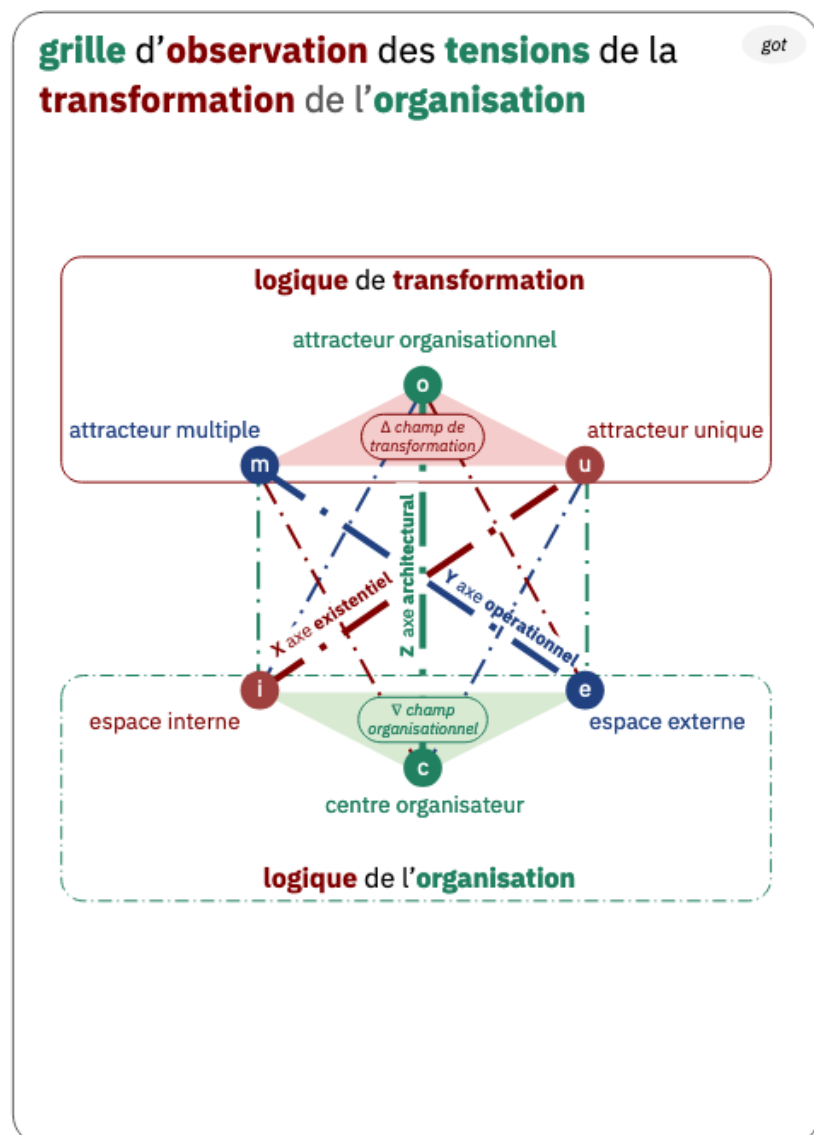 grille d'observation des tensions de la
got
transformation de l'organisation
logique de transformation
attracteur organisationnel
o
attracteur multiple
Δ champ de
transformation
attracteur unique
m
u
X axe existentiel
Z axe architectural
Y axe opérationnel
i
e
espace interne
∇ champ
organisationnel
espace externe
c
centre organisateur
logique de l'organisation